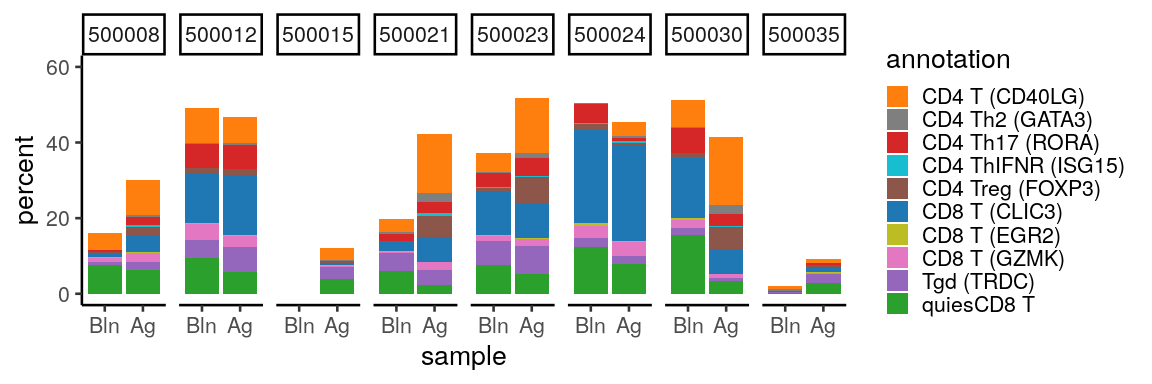 500008 500012 500015 500021 500023 500024 500030 500035
annotation
CD4 T (CD40LG)
CD4 Th2 (GATA3)
CD4 Th17 (RORA)
CD4 ThIFNR (ISG15)
CD4 Treg (FOXP3)
CD8 T (CLIC3)
CD8 T (EGR2)
CD8 T (GZMK)
Tgd (TRDC)
quiesCD8 T
percent
60
40
20
0
Bln Ag Bln Ag Bln Ag Bln Ag Bln Ag Bln Ag Bln Ag Bln Ag
sample